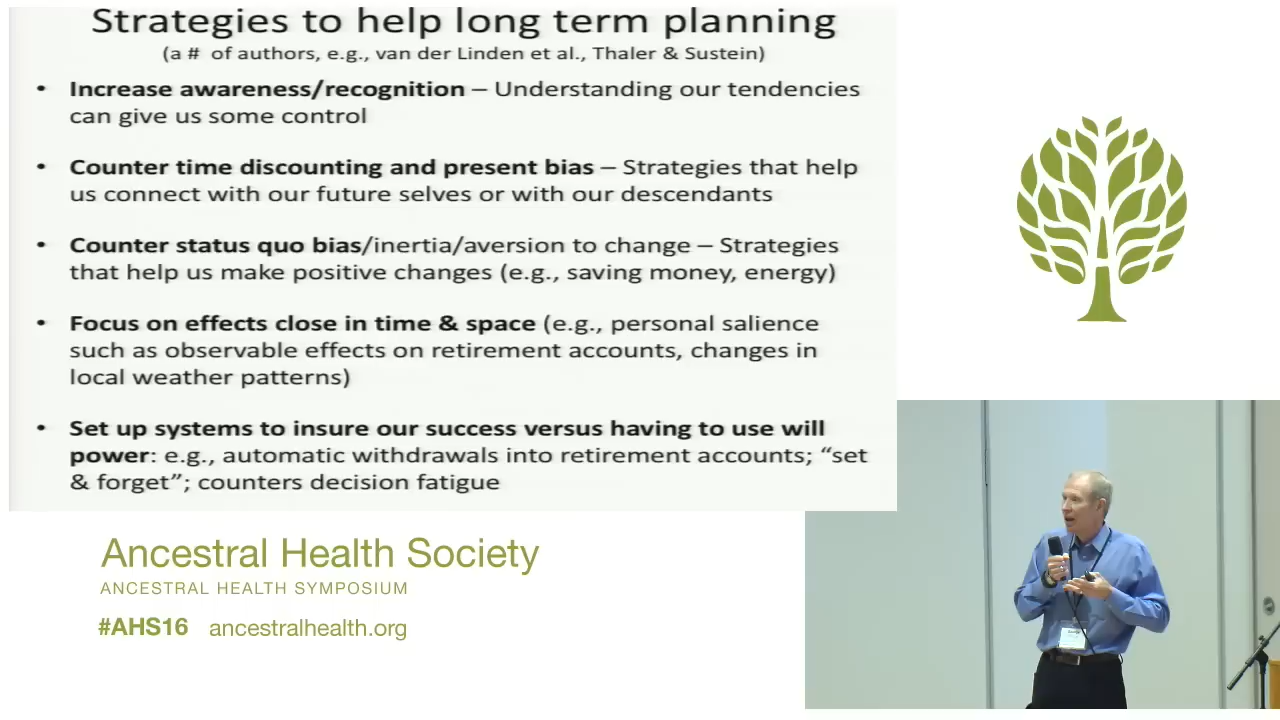 Strategies to help long term planning
(a # of authors, e.g., van der Linden et al., Thaler & Sustein)
• Increase awareness/recognition – Understanding our tendencies
can give us some control
• Counter time discounting and present bias – Strategies that help
us connect with our future selves or with our descendants
• Counter status quo bias/inertia/aversion to change – Strategies
that help us make positive changes (e.g., saving money, energy)
• Focus on effects close in time & space (e.g., personal salience
such as observable effects on retirement accounts, changes in
local weather patterns)
• Set up systems to insure our success versus having to use will
power: e.g., automatic withdrawals into retirement accounts; “set
& forget”; counters decision fatigue
Ancestral Health Society
ANCESTRAL HEALTH SYMPOSIUM
#AHS16 ancestralhealth.org